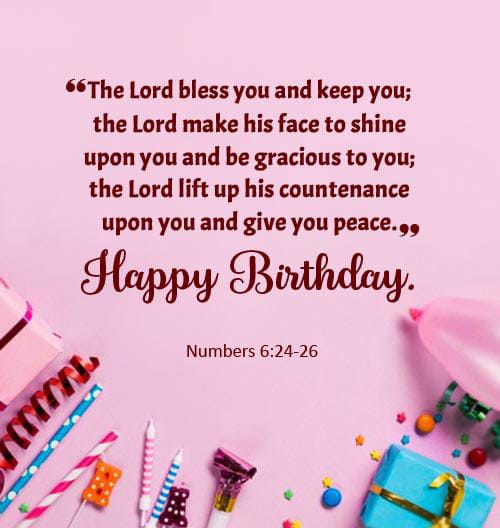 “The Lord bless you and keep you;
the Lord make his face to shine
upon you and be gracious to you;
the Lord lift up his countenance
upon you and give you peace.”
Happy Birthday.
Numbers 6:24-26